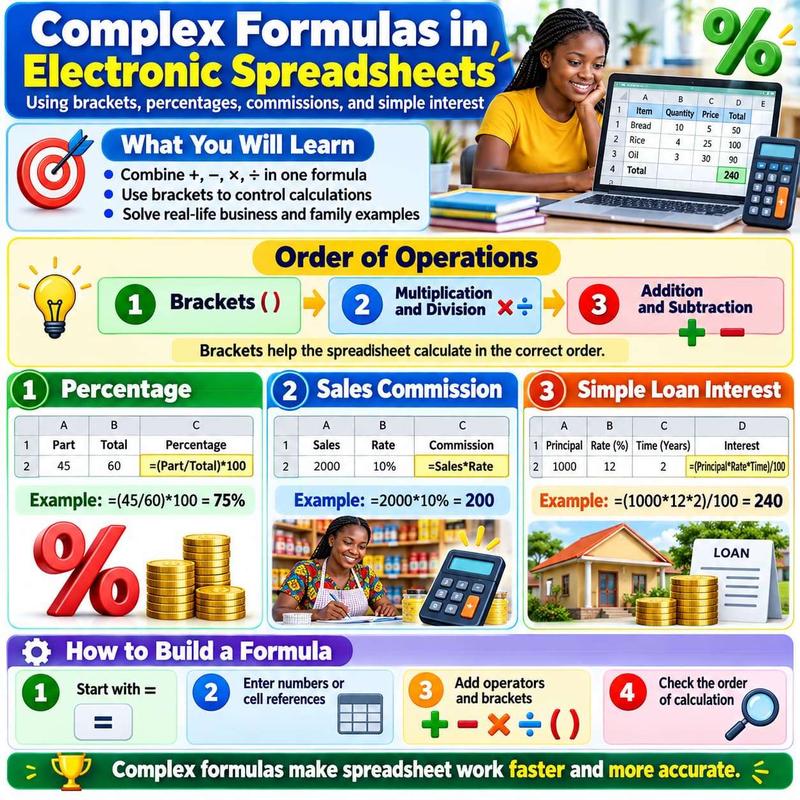 Complex Formulas in
Electronic Spreadsheets
Using brackets, percentages, commissions, and simple interest
%
What You Will Learn
Combine +, −, ×, ÷ in one formula
Use brackets to control calculations
Solve real-life business and family examples
A B C D E
1 Item Quantity Price Total
1 Bread 10 5 50
2 Rice 4 25 100
3 Oil 3 30 90
4 Total 240
Order of Operations
1 Brackets ( )
2 Multiplication
and Division × ÷
3 Addition
and Subtraction
+ −
Brackets help the spreadisheet calculate in the correct order.
1 Percentage
A B C
1 Part Total Percentage
2 45 60 =(Part/Total)*100
Example: =(45/60)*100 = 75%
%
2 Sales Commission
A B C
1 Sales Rate Commission
2 2000 10% =Sales*Rate
Example: =2000*10% = 200
3 Simple Loan Interest
A B C D
1 Principal Rate (%) Time (Years) Interest
2 1000 12 2 =(Principal*Rate*Time)/100
Example: =(1000*12*2)/100 = 240
LOAN
How to Build a Formula
1 Start with =
=
2 Enter numbers or
cell references
3 Add operators
and brackets
+ − × ÷ ( )
4 Check the order
of calculation
Complex formulas make spreadsheet work faster and more accurate.